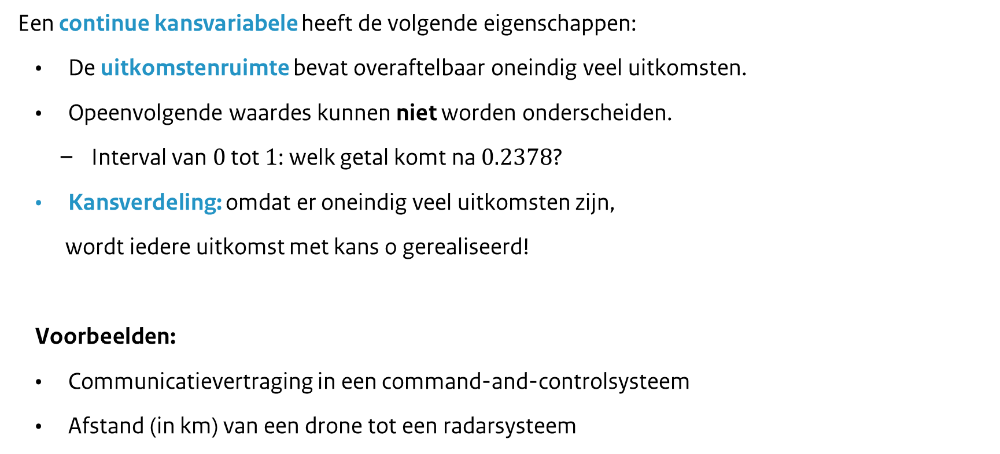 Een continue kansvariabele heeft de volgende eigenschappen:
• De uitkomstenruimte bevat overaftelbaar oneindig veel uitkomsten.
• Opeenvolgende waardes kunnen niet worden onderscheiden.
– Interval van 0 tot 1: welk getal komt na 0.2378?
• Kansverdeling: omdat er oneindig veel uitkomsten zijn,
wordt iedere uitkomst met kans 0 gerealiseerd!
Voorbeelden:
• Communicatievertraging in een command-and-controlsysteem
• Afstand (in km) van een drone tot een radarsysteem